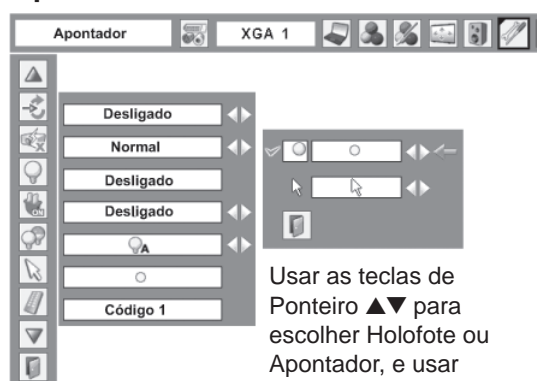 Apontador XGA 1
ON
Desligado
Normal
Desligado
Desligado
A
Código 1
Usar as teclas de
Ponteiro ▲▼ para
escolher Holofote ou
Apontador, e usar